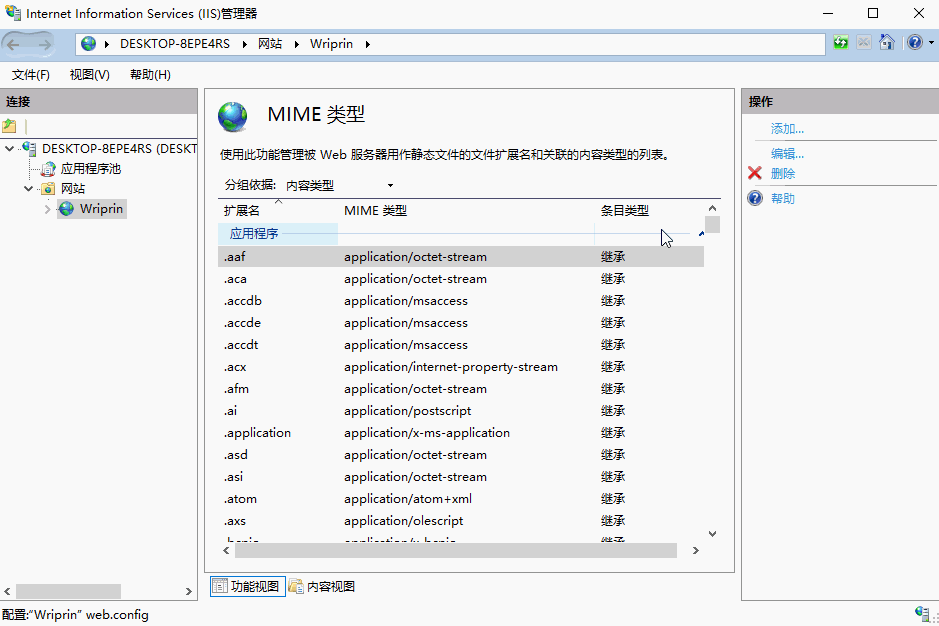 Internet Information Services (IIS)管理器
DESKTOP-8EPE4RS 网站 Wriprin
文件(F) 视图(V) 帮助(H)
连接
DESKTOP-8EPE4RS (DESKT
应用程序池
网站
Wriprin
MIME 类型
使用此功能管理被 Web 服务器用作静态文件的文件扩展名和关联的内容类型的列表。
分组依据: 内容类型
扩展名 MIME 类型 条目类型
应用程序
.aaf application/octet-stream 继承
.aca application/octet-stream 继承
.accdb application/msaccess 继承
.accde application/msaccess 继承
.accdt application/msaccess 继承
.acx application/internet-property-stream 继承
.afm application/octet-stream 继承
.ai application/postscript 继承
.application application/x-ms-application 继承
.asd application/octet-stream 继承
.asi application/octet-stream 继承
.atom application/atom+xml 继承
.axs application/olescript 继承
功能视图 内容视图
操作
添加...
编辑...
删除
帮助
配置:“Wriprin” web.config